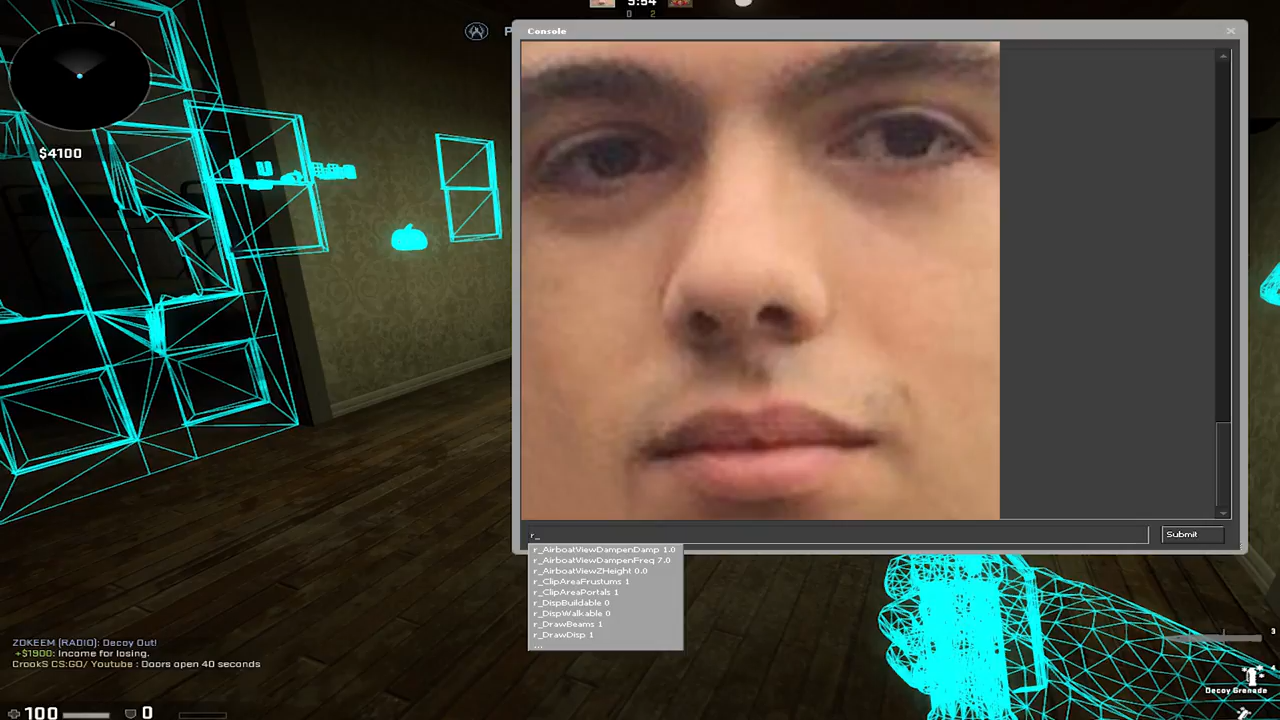 5:54
0 2
P
Console
$4100
r_
Submit
r_AirboatViewDampenDamp 1.0
r_AirboatViewDampenFreq 7.0
r_AirboatViewZHeight 0.0
r_ClipAreaFrustums 1
r_ClipAreaPortals 1
r_DispBuildable 0
r_DispWalkable 0
r_DrawBeams 1
r_DrawDisp 1
...
ZOKEEM (RADIO): Decoy Out!
+$1900: Income for losing.
CrookS CS:GO/ Youtube : Doors open 40 seconds
3
4
Decoy Grenade
100
0